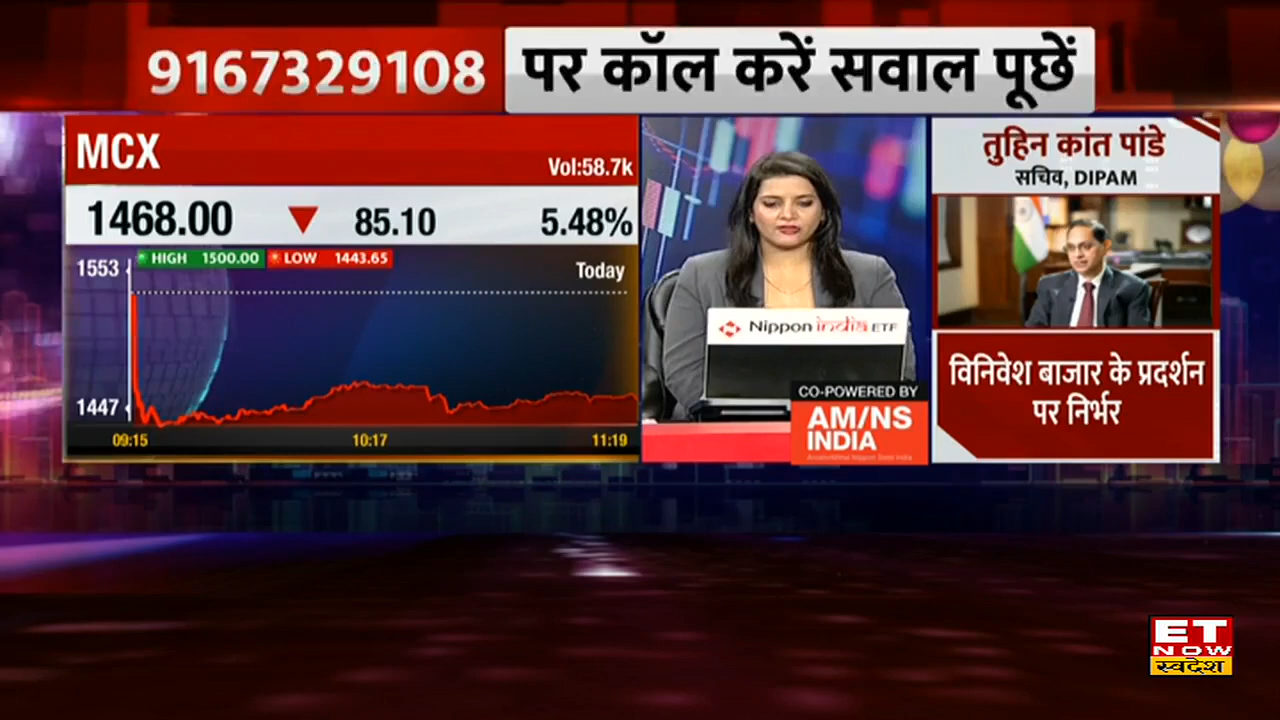 9167329108 पर कॉल करें सवाल पूछें
MCX
Vol:58.7k
1468.00 ▼ 85.10 5.48%
HIGH 1500.00 LOW 1443.65
Today
1553
1447
09:15 10:17 11:19
Nippon india ETF
CO-POWERED BY
AM/NS
INDIA
तुहिन कांत पांडे
सचिव, DIPAM
विनिवेश बाजार के प्रदर्शन
पर निर्भर
ET
NOW
स्वदेश